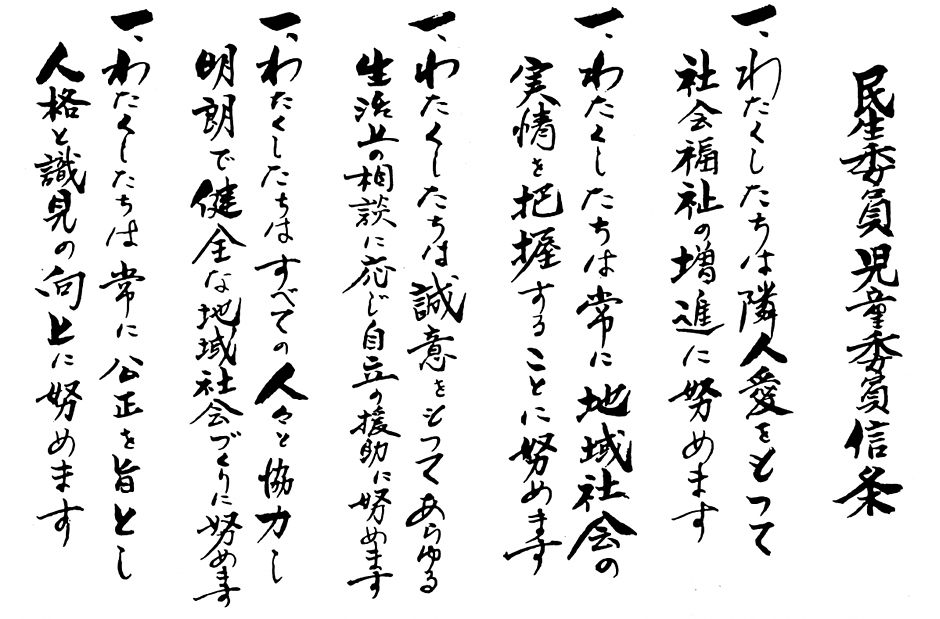 民生委員児童委員信条
一、わたくしたちは隣人愛をもって
社会福祉の増進に努めます
一、わたくしたちは常に地域社会の
実情を把握することに努めます
一、わたくしたちは誠意をもってあらゆる
生活上の相談に応じ自立の援助に努めます
一、わたくしたちはすべての人々と協力し
明朗で健全な地域社会づくりに努めます
一、わたくしたちは常に公正を旨とし
人格と識見の向上に努めます